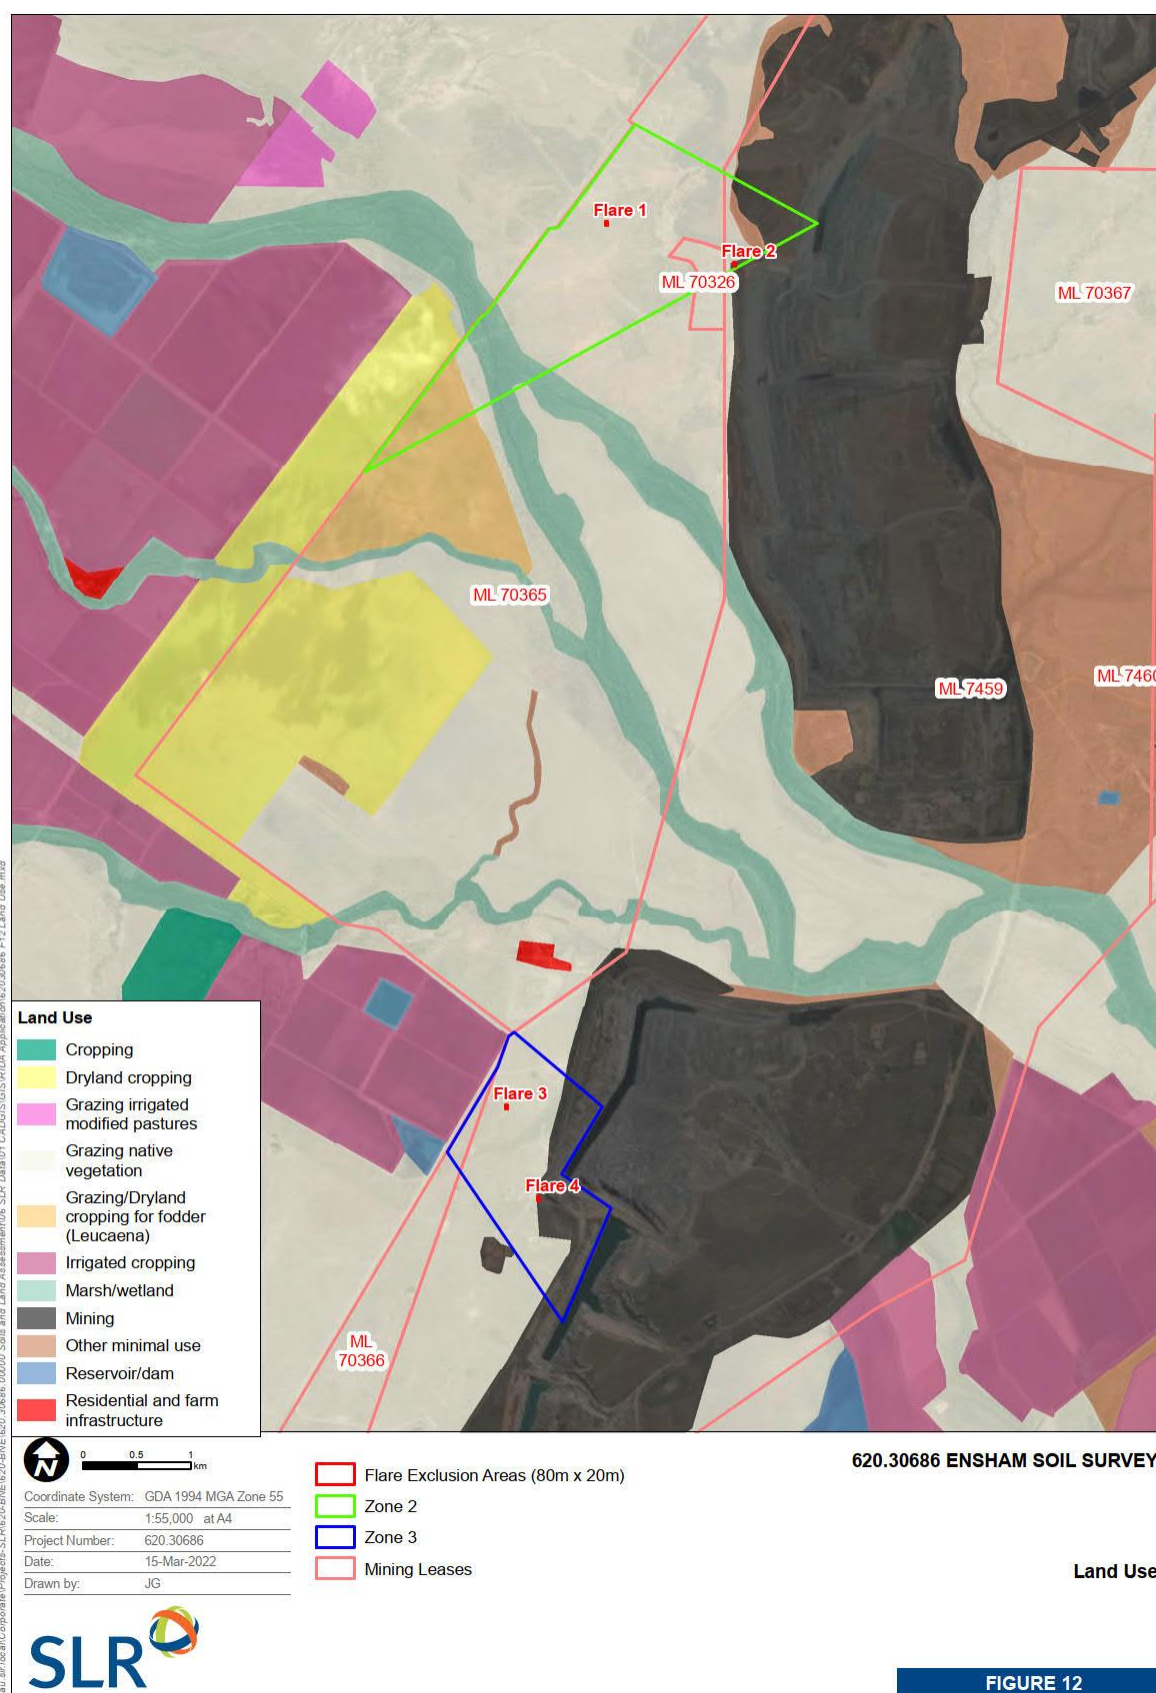 Flare 1
Flare 2
ML 70326
ML 70367
ML 70365
ML 7459
ML 7460
Flare 3
Flare 4
ML
70366
Land Use
Cropping
Dryland cropping
Grazing irrigated
modified pastures
Grazing native
vegetation
Grazing/Dryland
cropping for fodder
(Leucaena)
Irrigated cropping
Marsh/wetland
Mining
Other minimal use
Reservoir/dam
Residential and farm
infrastructure
N
0 0.5 1
km
Coordinate System: GDA 1994 MGA Zone 55
Scale: 1:55,000 at A4
Project Number: 620.30686
Date: 15-Mar-2022
Drawn by: JG
SLR
Flare Exclusion Areas (80m x 20m)
Zone 2
Zone 3
Mining Leases
620.30686 ENSHAM SOIL SURVEY
Land Use
FIGURE 12